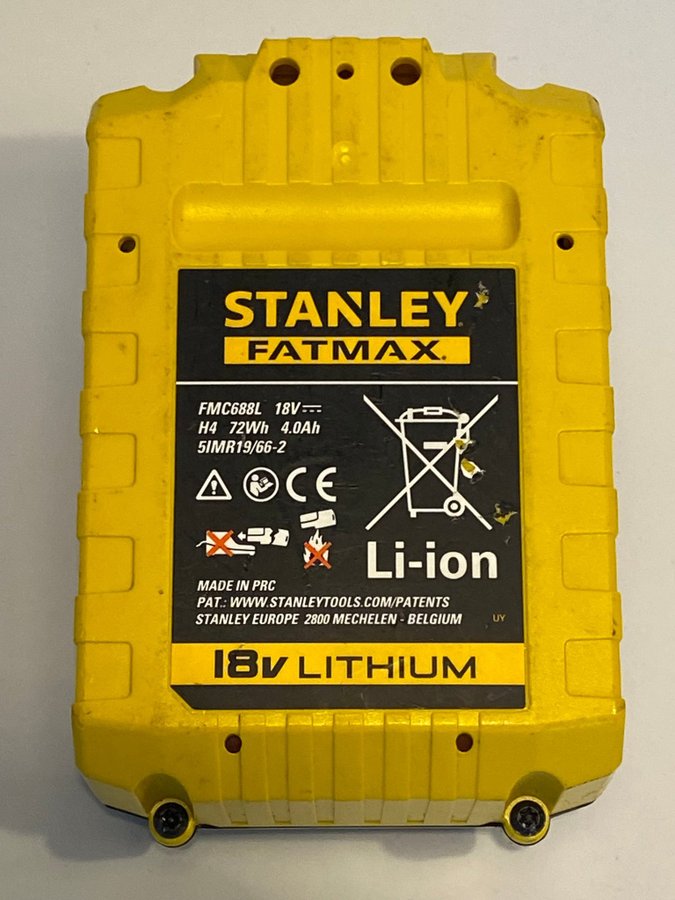 STANLEY®
FATMAX®
FMC688L 18V⎓
H4 72Wh 4.0Ah
5IMR19/66-2
CE
Li-ion
MADE IN PRC
PAT.: WWW.STANLEYTOOLS.COM/PATENTS
STANLEY EUROPE 2800 MECHELEN - BELGIUM UY
18V LITHIUM